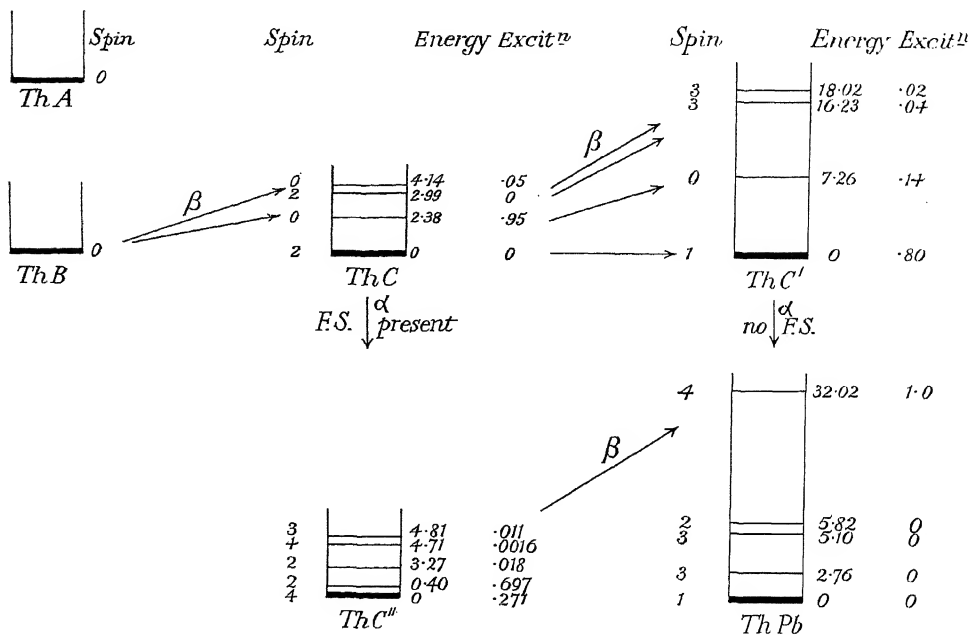 Spin Spin Energy Excitⁿ Spin Energy Excitⁿ
0
ThA
3 18·02 ·02
3 16·23 ·04
β β
0 4·14 ·05
2 2·99 0
0 7·26 ·14
0 2·38 ·95
0
ThB
2 0 0
ThC
1 0 ·80
ThC'
F.S. α present
no α F.S.
4 32·02 1·0
β
3 4·81 ·011
4 4·71 ·0016
2 3·27 ·018
2 0·40 ·697
4 0 ·271
ThC"
2 5·82 0
3 5·10 0
3 2·76 0
1 0 0
ThPb